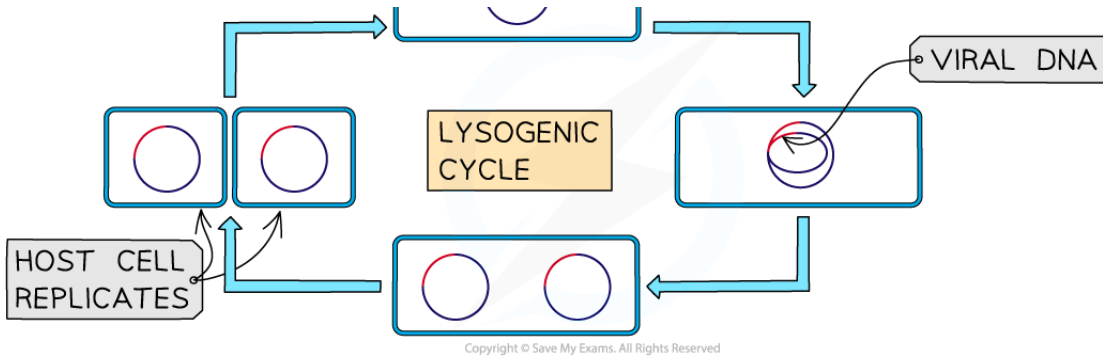 VIRAL DNA
LYSOGENIC
CYCLE
HOST CELL
REPLICATES
Copyright © Save My Exams. All Rights Reserved